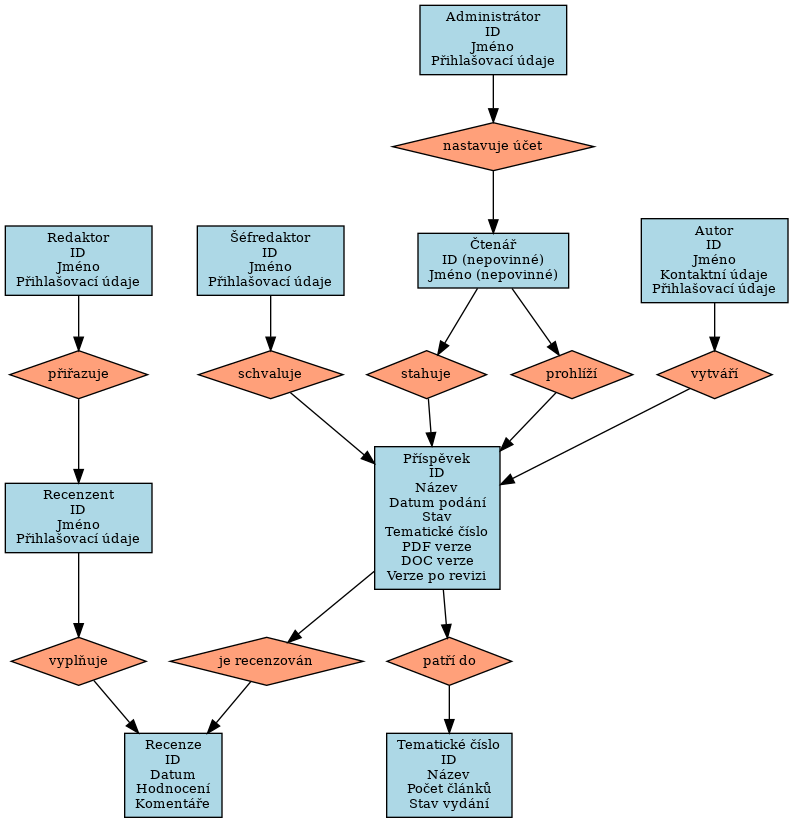 Administrátor
ID
Jméno
Přihlašovací údaje
nastavuje účet
Redaktor
ID
Jméno
Přihlašovací údaje
Šéfredaktor
ID
Jméno
Přihlašovací údaje
Čtenář
ID (nepovinné)
Jméno (nepovinné)
Autor
ID
Jméno
Kontaktní údaje
Přihlašovací údaje
přiřazuje
schvaluje
stahuje
prohlíží
vytváří
Recenzent
ID
Jméno
Přihlašovací údaje
Příspěvek
ID
Název
Datum podání
Stav
Tematické číslo
PDF verze
DOC verze
Verze po revizi
vyplňuje
je recenzován
patří do
Recenze
ID
Datum
Hodnocení
Komentáře
Tematické číslo
ID
Název
Počet článků
Stav vydání